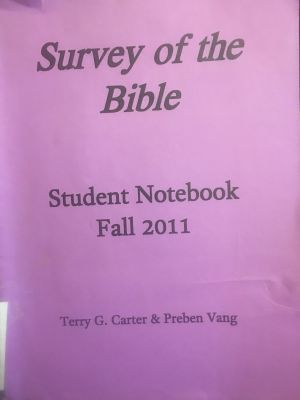 Survey of the
Bible
Student Notebook
Fall 2011
Terry G. Carter & Preben Vang